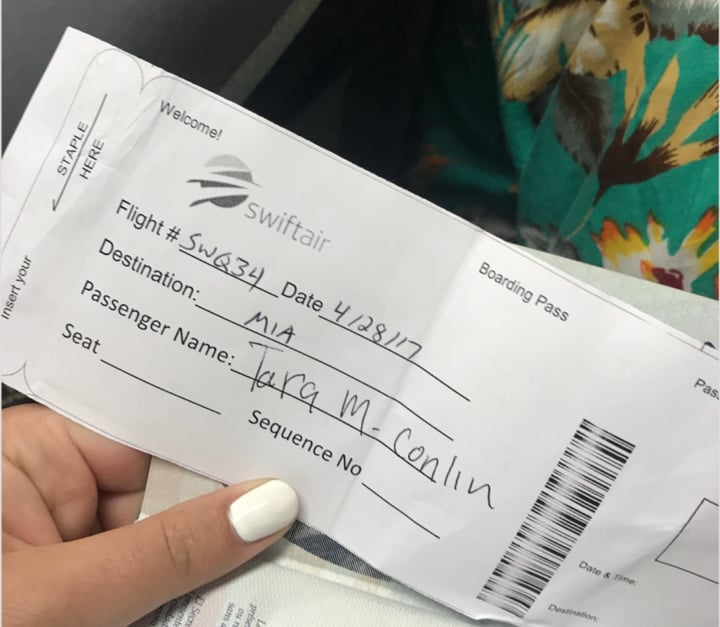 STAPLE
HERE
Insert your
Welcome!
swiftair
Flight # SWQ34 Date 4/28/17
Destination: MIA
Passenger Name: Tara M. Conlin
Seat
Sequence No
Boarding Pass
Date & Time:
Destination: